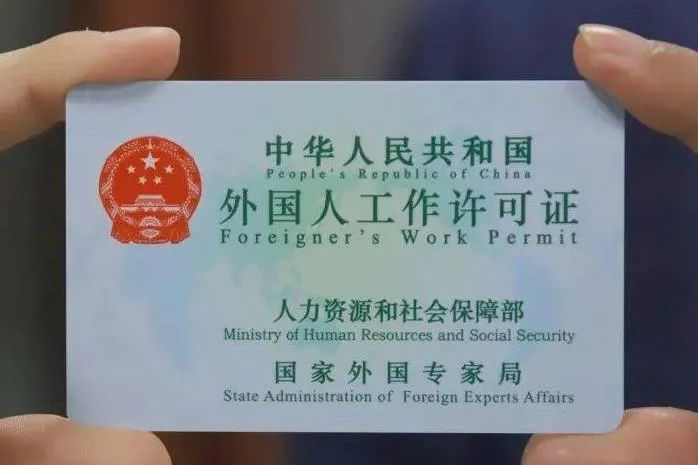 中华人民共和国
People's Republic of China
外国人工作许可证
Foreigner's Work Permit
人力资源和社会保障部
Ministry of Human Resources and Social Security
国家外国专家局
State Administration of Foreign Experts Affairs